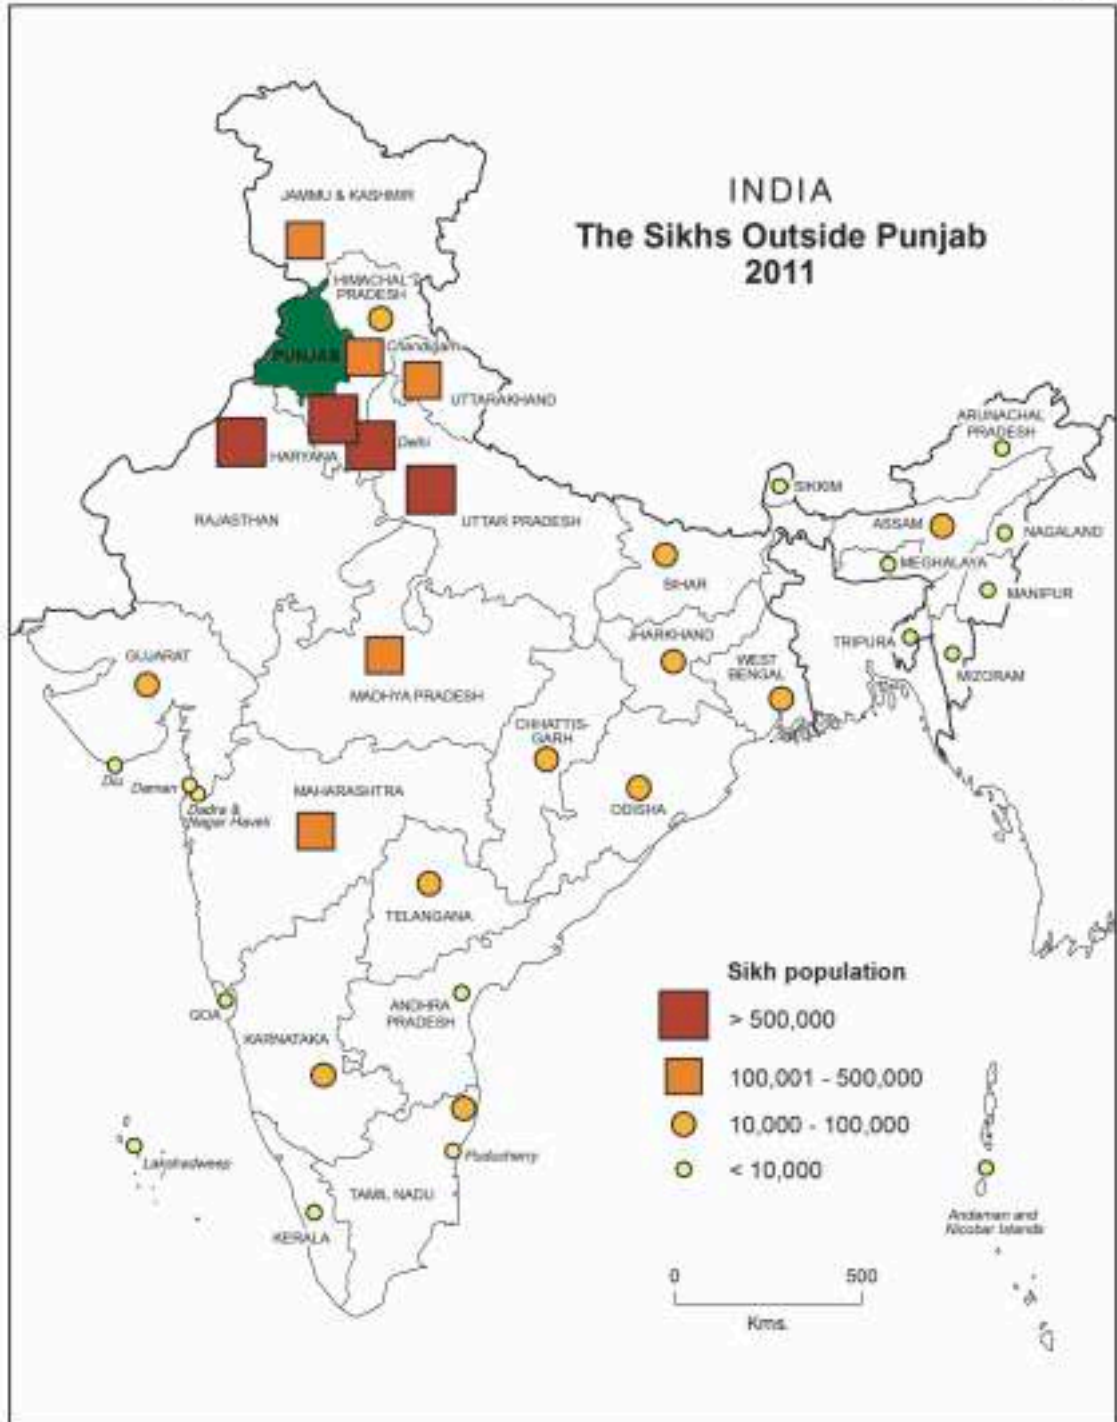 INDIA
The Sikhs Outside Punjab
2011
JAMMU & KASHMIR
HIMACHAL
PRADESH
PUNJAB
Chandigarh
UTTARAKHAND
HARYANA
Delhi
RAJASTHAN
UTTAR PRADESH
ARUNACHAL
PRADESH
SIKKIM
ASSAM
NAGALAND
MEGHALAYA
MANIPUR
BIHAR
TRIPURA
MIZORAM
JHARKHAND
WEST
BENGAL
GUJARAT
MADHYA PRADESH
CHHATTIS-
GARH
ODISHA
Diu
Daman
Dadra &
Nagar Haveli
MAHARASHTRA
TELANGANA
GOA
ANDHRA
PRADESH
KARNATAKA
Lakshadweep
Puducherry
TAMIL NADU
KERALA
Sikh population
> 500,000
100,001 - 500,000
10,000 - 100,000
< 10,000
Andaman and
Nicobar Islands
0 500
Kms.